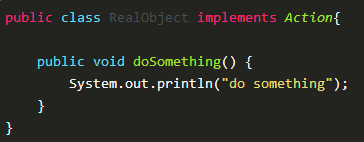 public class RealObject implements Action{
public void doSomething() {
System.out.println("do something");
}
}